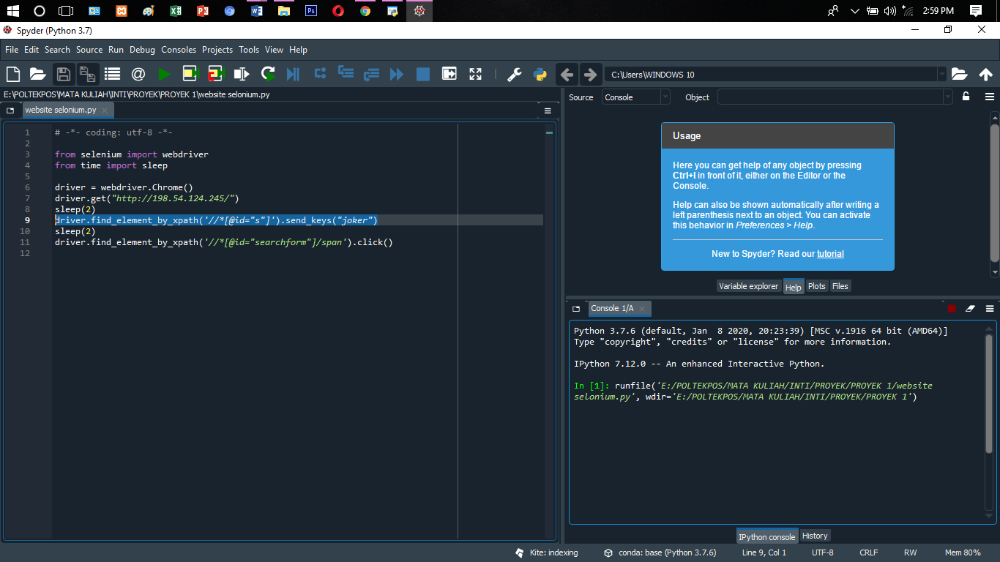 2:59 PM
Spyder (Python 3.7)
File Edit Search Source Run Debug Consoles Projects Tools View Help
C:\Users\WINDOWS 10
E:\POLTEKPOS\MATA KULIAH\INTI\PROYEK\PROYEK 1\website selonium.py
website selonium.py
1 # -*- coding: utf-8 -*-
2
3 from selenium import webdriver
4 from time import sleep
5
6 driver = webdriver.Chrome()
7 driver.get("http://198.54.124.245/")
8 sleep(2)
9 driver.find_element_by_xpath('//*[@id="s"]').send_keys("joker")
10 sleep(2)
11 driver.find_element_by_xpath('//*[@id="searchform"]/span').click()
12
Source Console Object
Usage
Here you can get help of any object by pressing
Ctrl+I in front of it, either on the Editor or the
Console.
Help can also be shown automatically after writing a
left parenthesis next to an object. You can activate
this behavior in Preferences > Help.
New to Spyder? Read our tutorial
Variable explorer Help Plots Files
Console 1/A
Python 3.7.6 (default, Jan  8 2020, 20:23:39) [MSC v.1916 64 bit (AMD64)]
Type "copyright", "credits" or "license" for more information.
IPython 7.12.0 -- An enhanced Interactive Python.
In [1]: runfile('E:/POLTEKPOS/MATA KULIAH/INTI/PROYEK/PROYEK 1/website
selonium.py', wdir='E:/POLTEKPOS/MATA KULIAH/INTI/PROYEK/PROYEK 1')
IPython console History
Kite: indexing conda: base (Python 3.7.6) Line 9, Col 1 UTF-8 CRLF RW Mem 80%